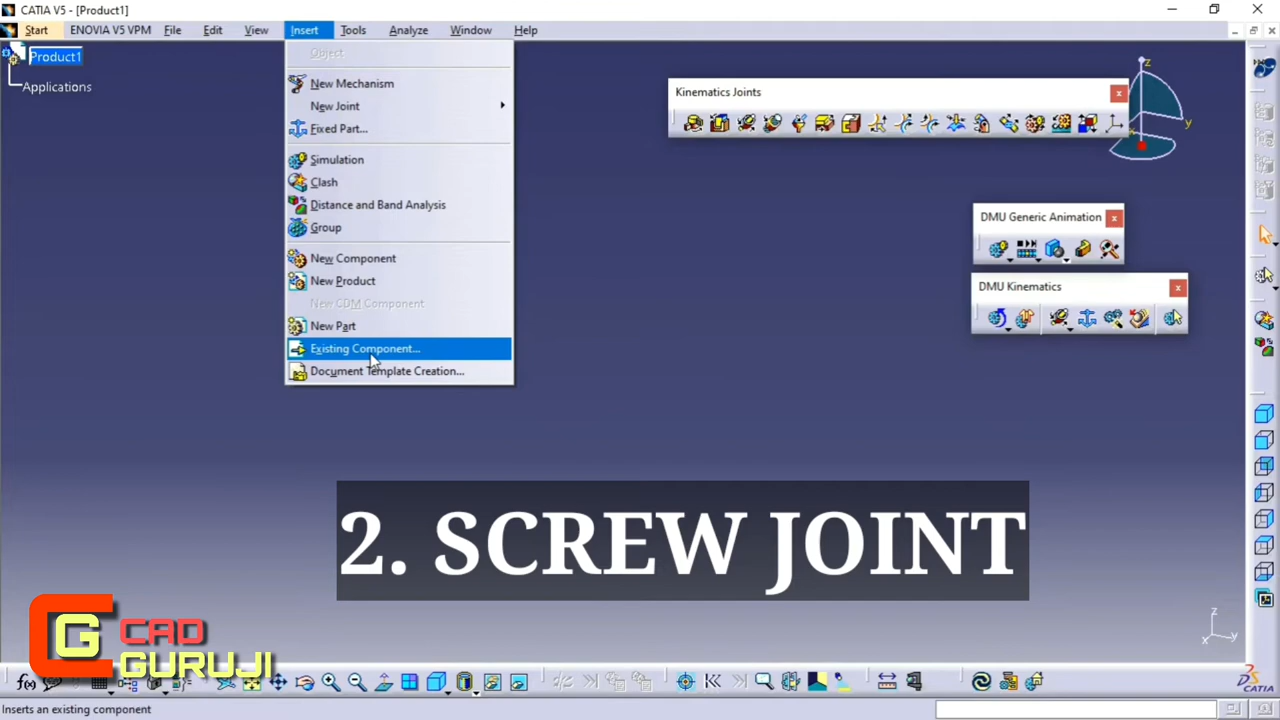 CATIA V5 - [Product1]
Start ENOVIA V5 VPM File Edit View Insert Tools Analyze Window Help
Product1
Applications
Object
New Mechanism
New Joint
Fixed Part...
Simulation
Clash
Distance and Band Analysis
Group
New Component
New Product
New CDM Component
New Part
Existing Component...
Document Template Creation...
Kinematics Joints
z
y
DMU Generic Animation
DMU Kinematics
2. SCREW JOINT
CG CAD
GURUJI
z
x y
f(x)
CATIA
Inserts an existing component